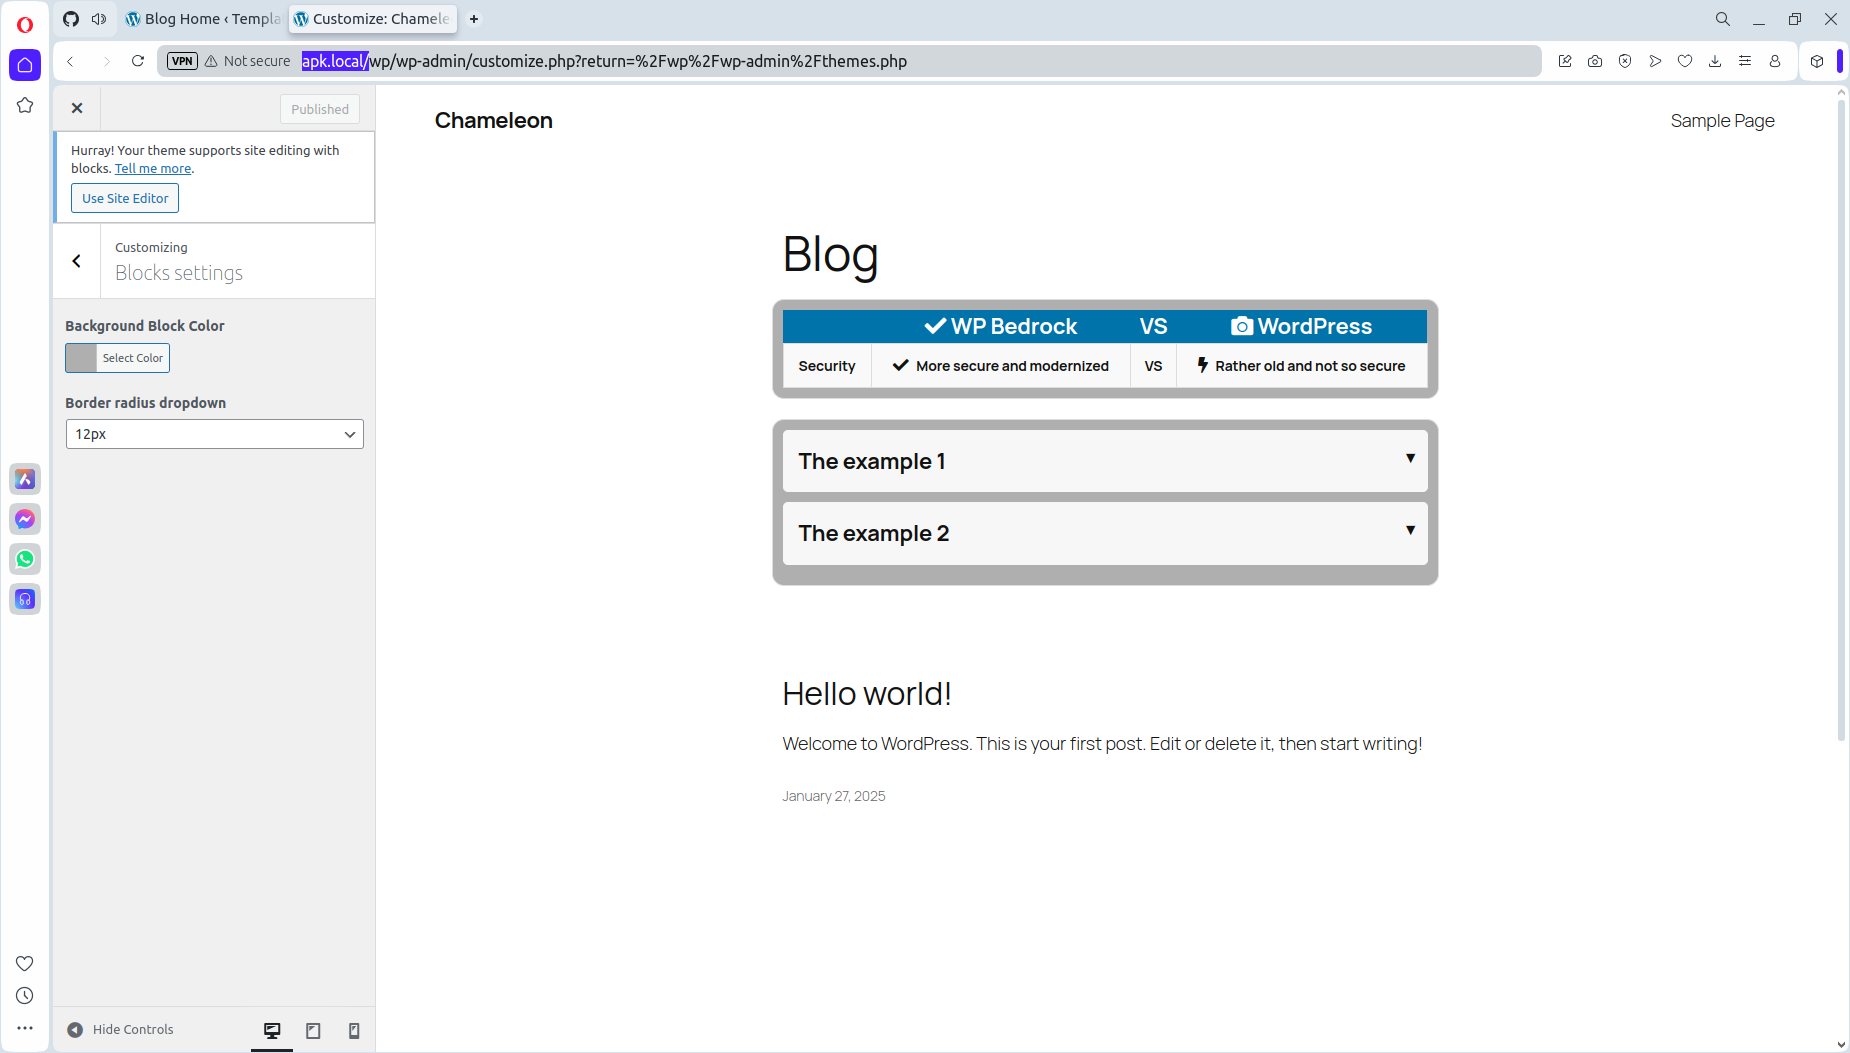 Blog Home ‹ Templa
Customize: Chamele
VPN
Not secure
apk.local/wp/wp-admin/customize.php?return=%2Fwp%2Fwp-admin%2Fthemes.php
Published
Hurray! Your theme supports site editing with
blocks. Tell me more.
Use Site Editor
Customizing
Blocks settings
Background Block Color
Select Color
Border radius dropdown
12px
Hide Controls
Chameleon
Sample Page
Blog
WP Bedrock VS WordPress
Security More secure and modernized VS Rather old and not so secure
The example 1
The example 2
Hello world!
Welcome to WordPress. This is your first post. Edit or delete it, then start writing!
January 27, 2025